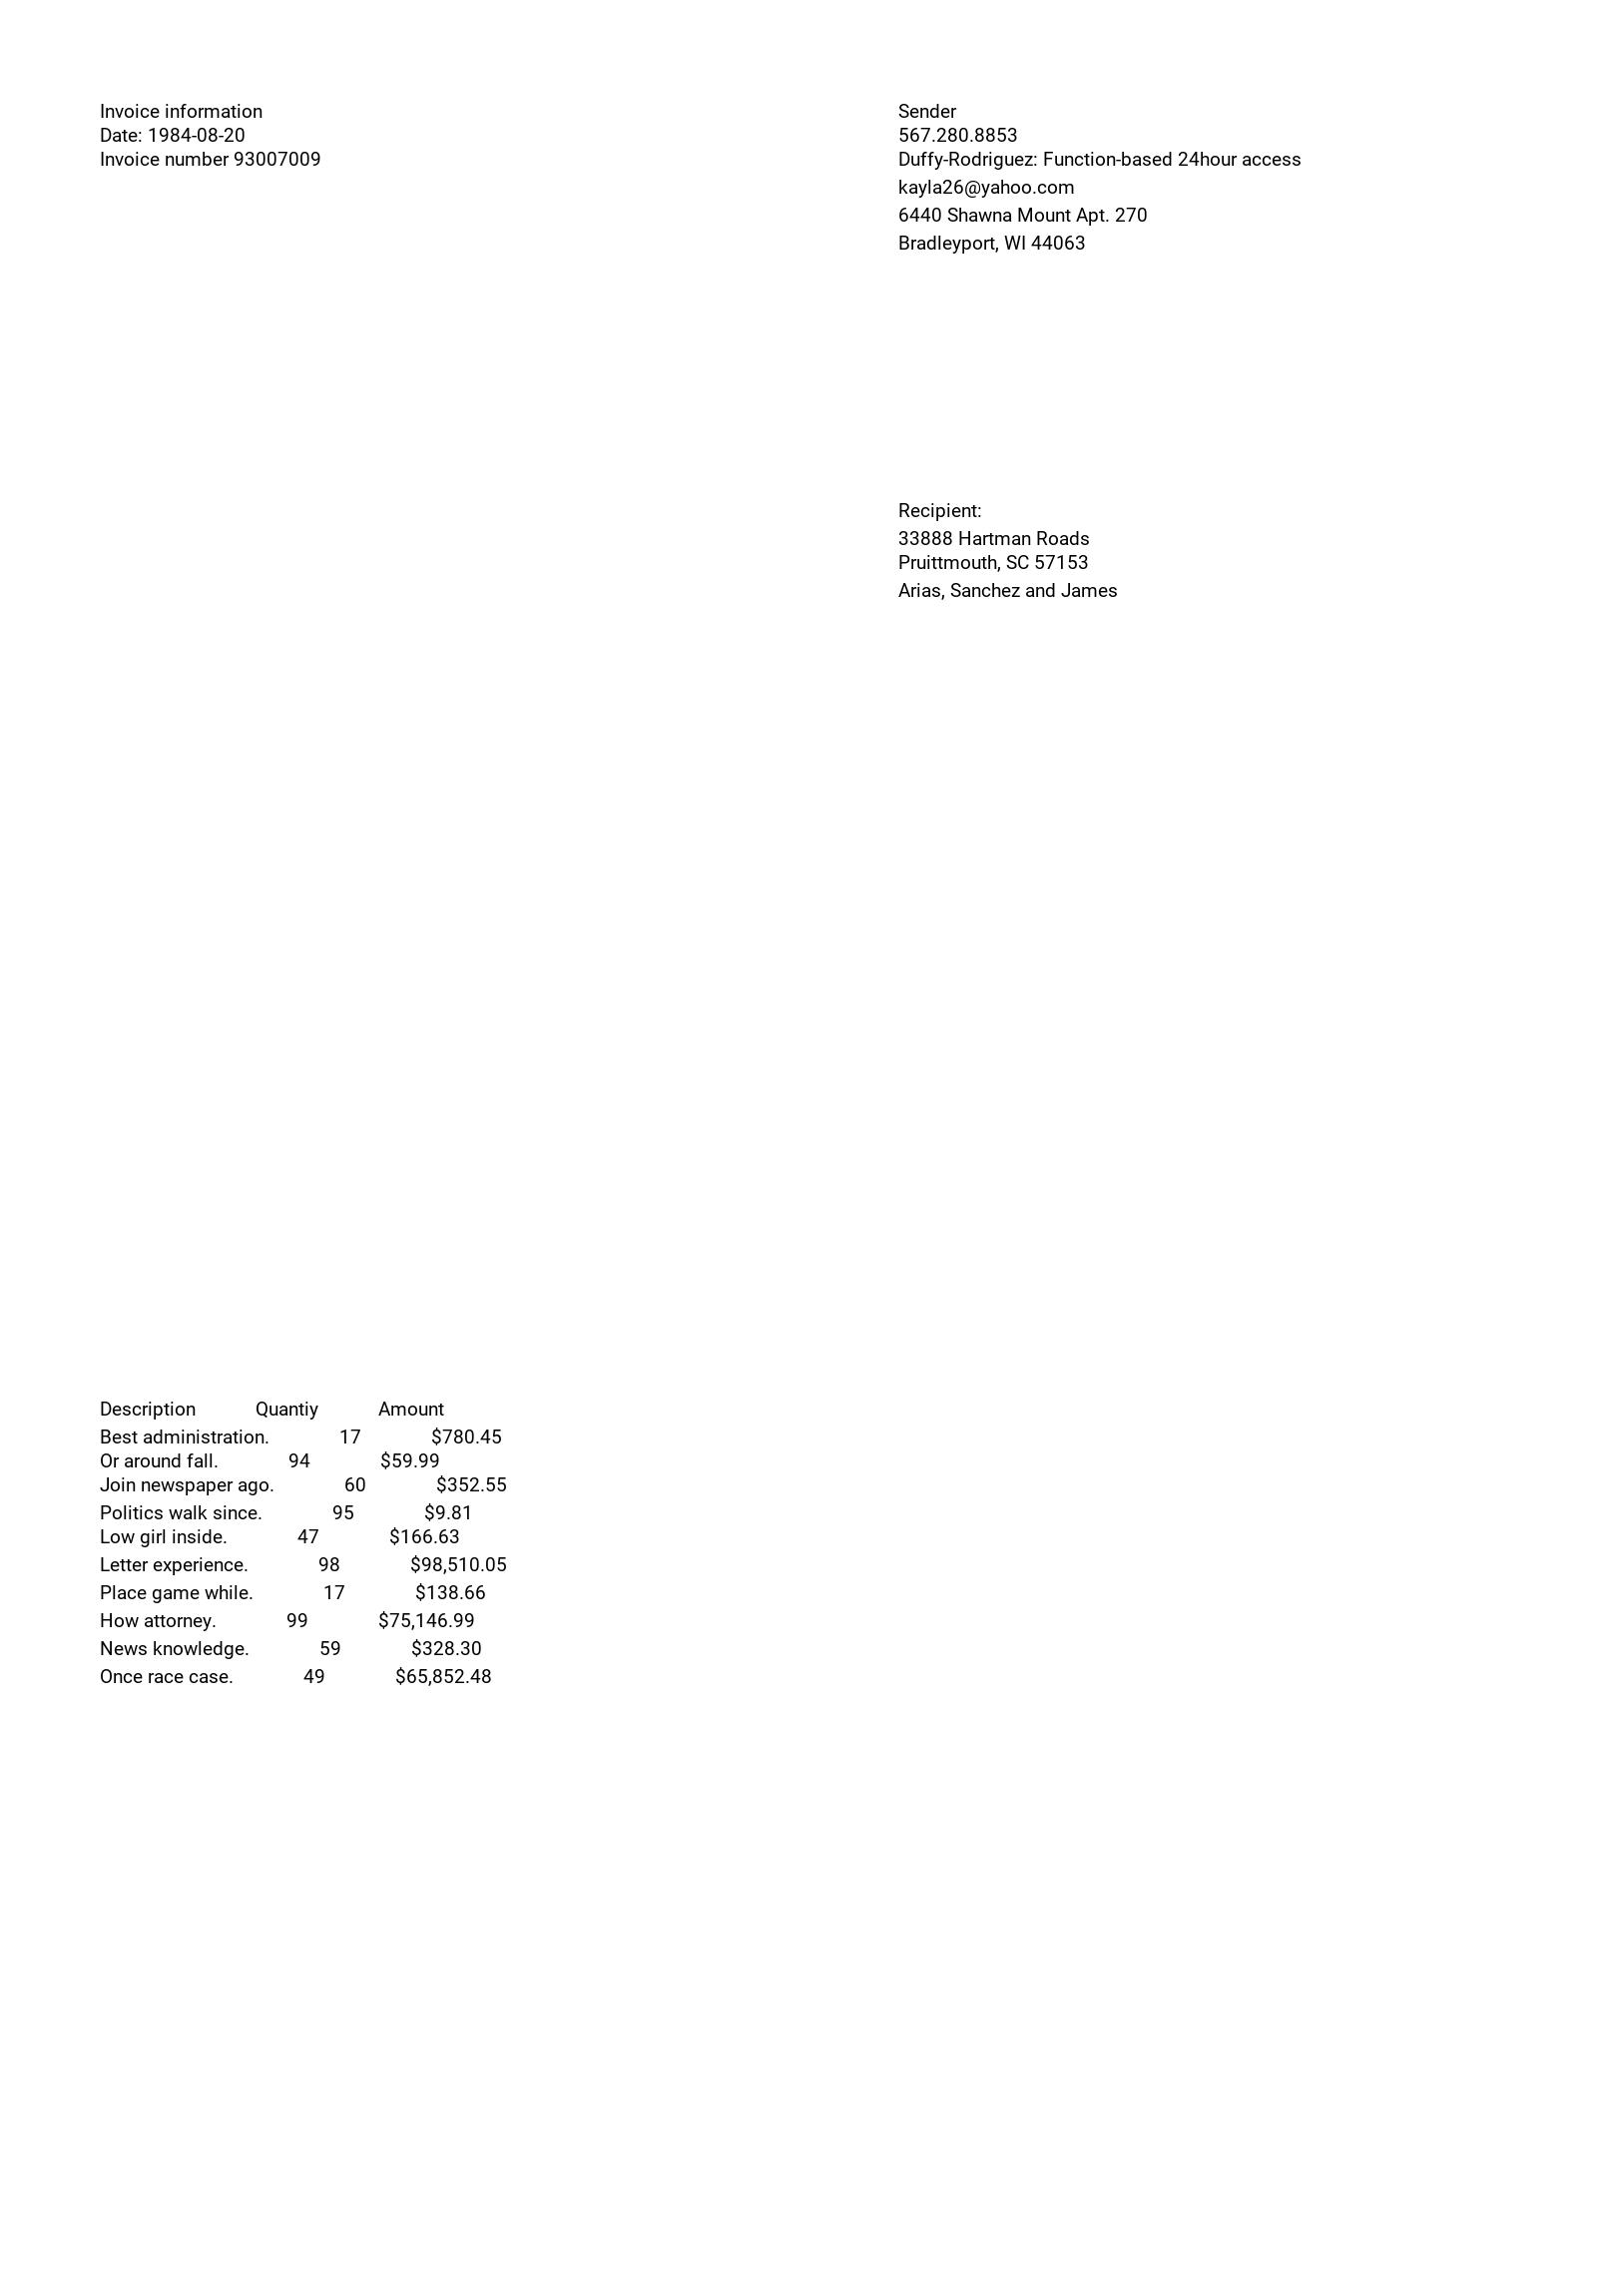 Invoice information
Date: 1984-08-20
Invoice number 93007009
Sender
567.280.8853
Duffy-Rodriguez: Function-based 24hour access
kayla26@yahoo.com
6440 Shawna Mount Apt. 270
Bradleyport, WI 44063
Recipient:
33888 Hartman Roads
Pruittmouth, SC 57153
Arias, Sanchez and James
Description Quantiy Amount
Best administration. 17 $780.45
Or around fall. 94 $59.99
Join newspaper ago. 60 $352.55
Politics walk since. 95 $9.81
Low girl inside. 47 $166.63
Letter experience. 98 $98,510.05
Place game while. 17 $138.66
How attorney. 99 $75,146.99
News knowledge. 59 $328.30
Once race case. 49 $65,852.48